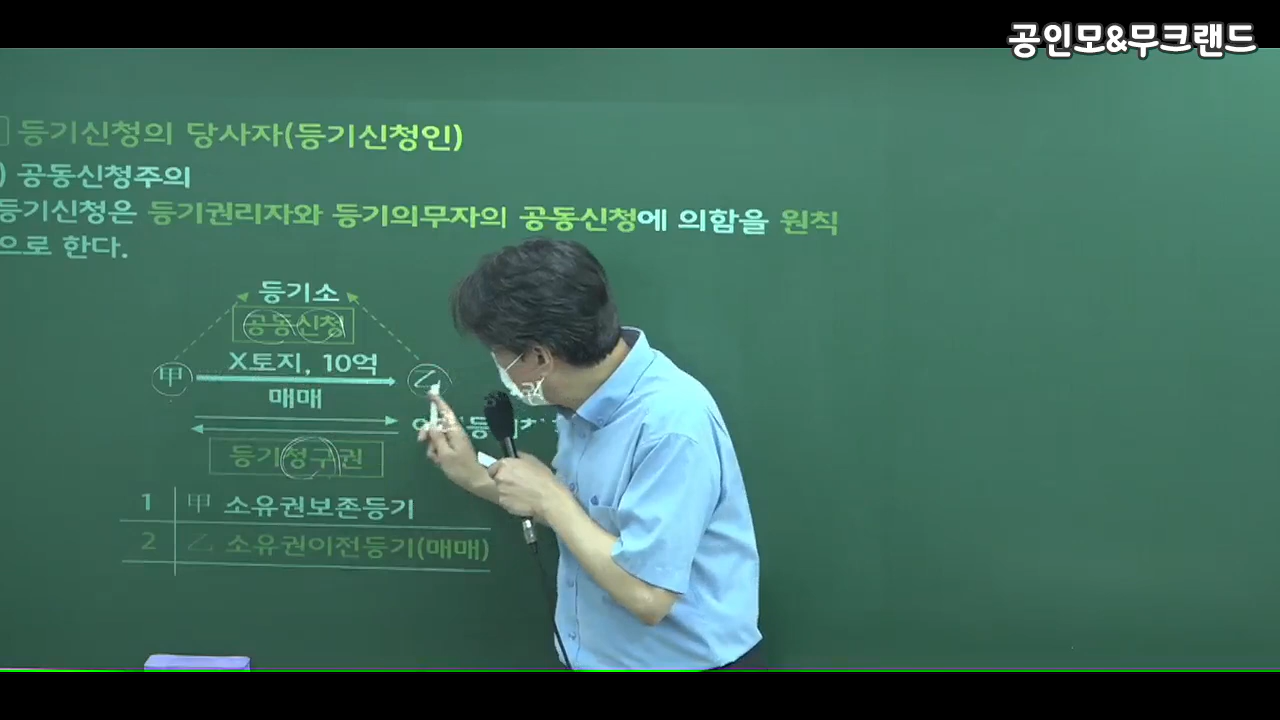 공인모&무크랜드
등기신청의 당사자(등기신청인)
) 공동신청주의
등기신청은 등기권리자와 등기의무자의 공동신청에 의함을 원칙
으로 한다.
등기소
공동신청
甲 X토지, 10억 乙
매매
등기청구권
1 甲 소유권보존등기
2 乙 소유권이전등기(매매)